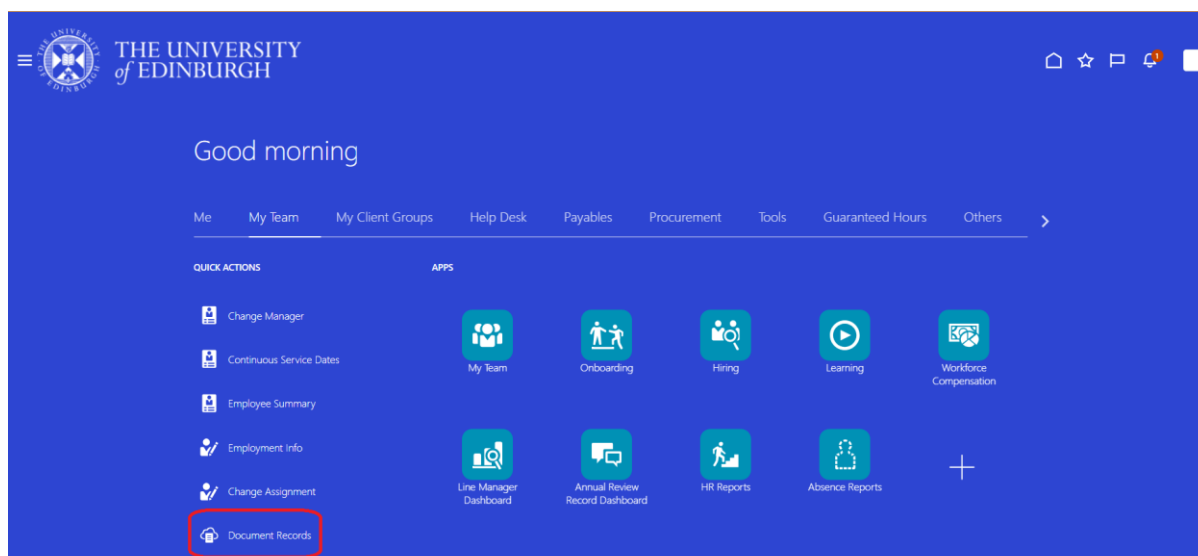 THE UNIVERSITY
of EDINBURGH
1
Good morning
Me My Team My Client Groups Help Desk Payables Procurement Tools Guaranteed Hours Others
QUICK ACTIONS
APPS
Change Manager
Continuous Service Dates
Employee Summary
Employment Info
Change Assignment
Document Records
My Team
Onboarding
Hiring
Learning
Workforce
Compensation
Line Manager
Dashboard
Annual Review
Record Dashboard
HR Reports
Absence Reports